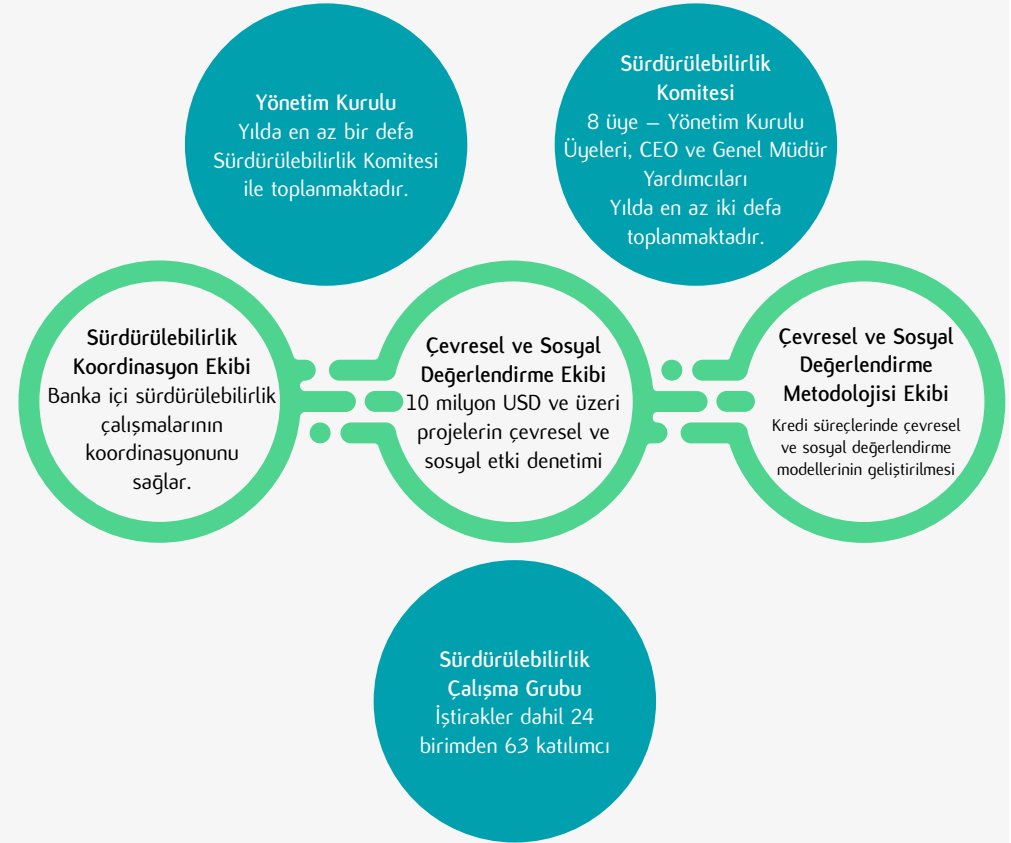 Yönetim Kurulu
Yılda en az bir defa
Sürdürülebilirlik Komitesi
ile toplanmaktadır.
Sürdürülebilirlik
Komitesi
8 üye – Yönetim Kurulu
Üyeleri, CEO ve Genel Müdür
Yardımcıları
Yılda en az iki defa
toplanmaktadır.
Sürdürülebilirlik
Koordinasyon Ekibi
Banka içi sürdürülebilirlik
çalışmalarının
koordinasyonunu
sağlar.
Çevresel ve Sosyal
Değerlendirme Ekibi
10 milyon USD ve üzeri
projelerin çevresel ve
sosyal etki denetimi
Çevresel ve Sosyal
Değerlendirme
Metodolojisi Ekibi
Kredi süreçlerinde çevresel
ve sosyal değerlendirme
modellerinin geliştirilmesi
Sürdürülebilirlik
Çalışma Grubu
İştirakler dahil 24
birimden 63 katılımcı